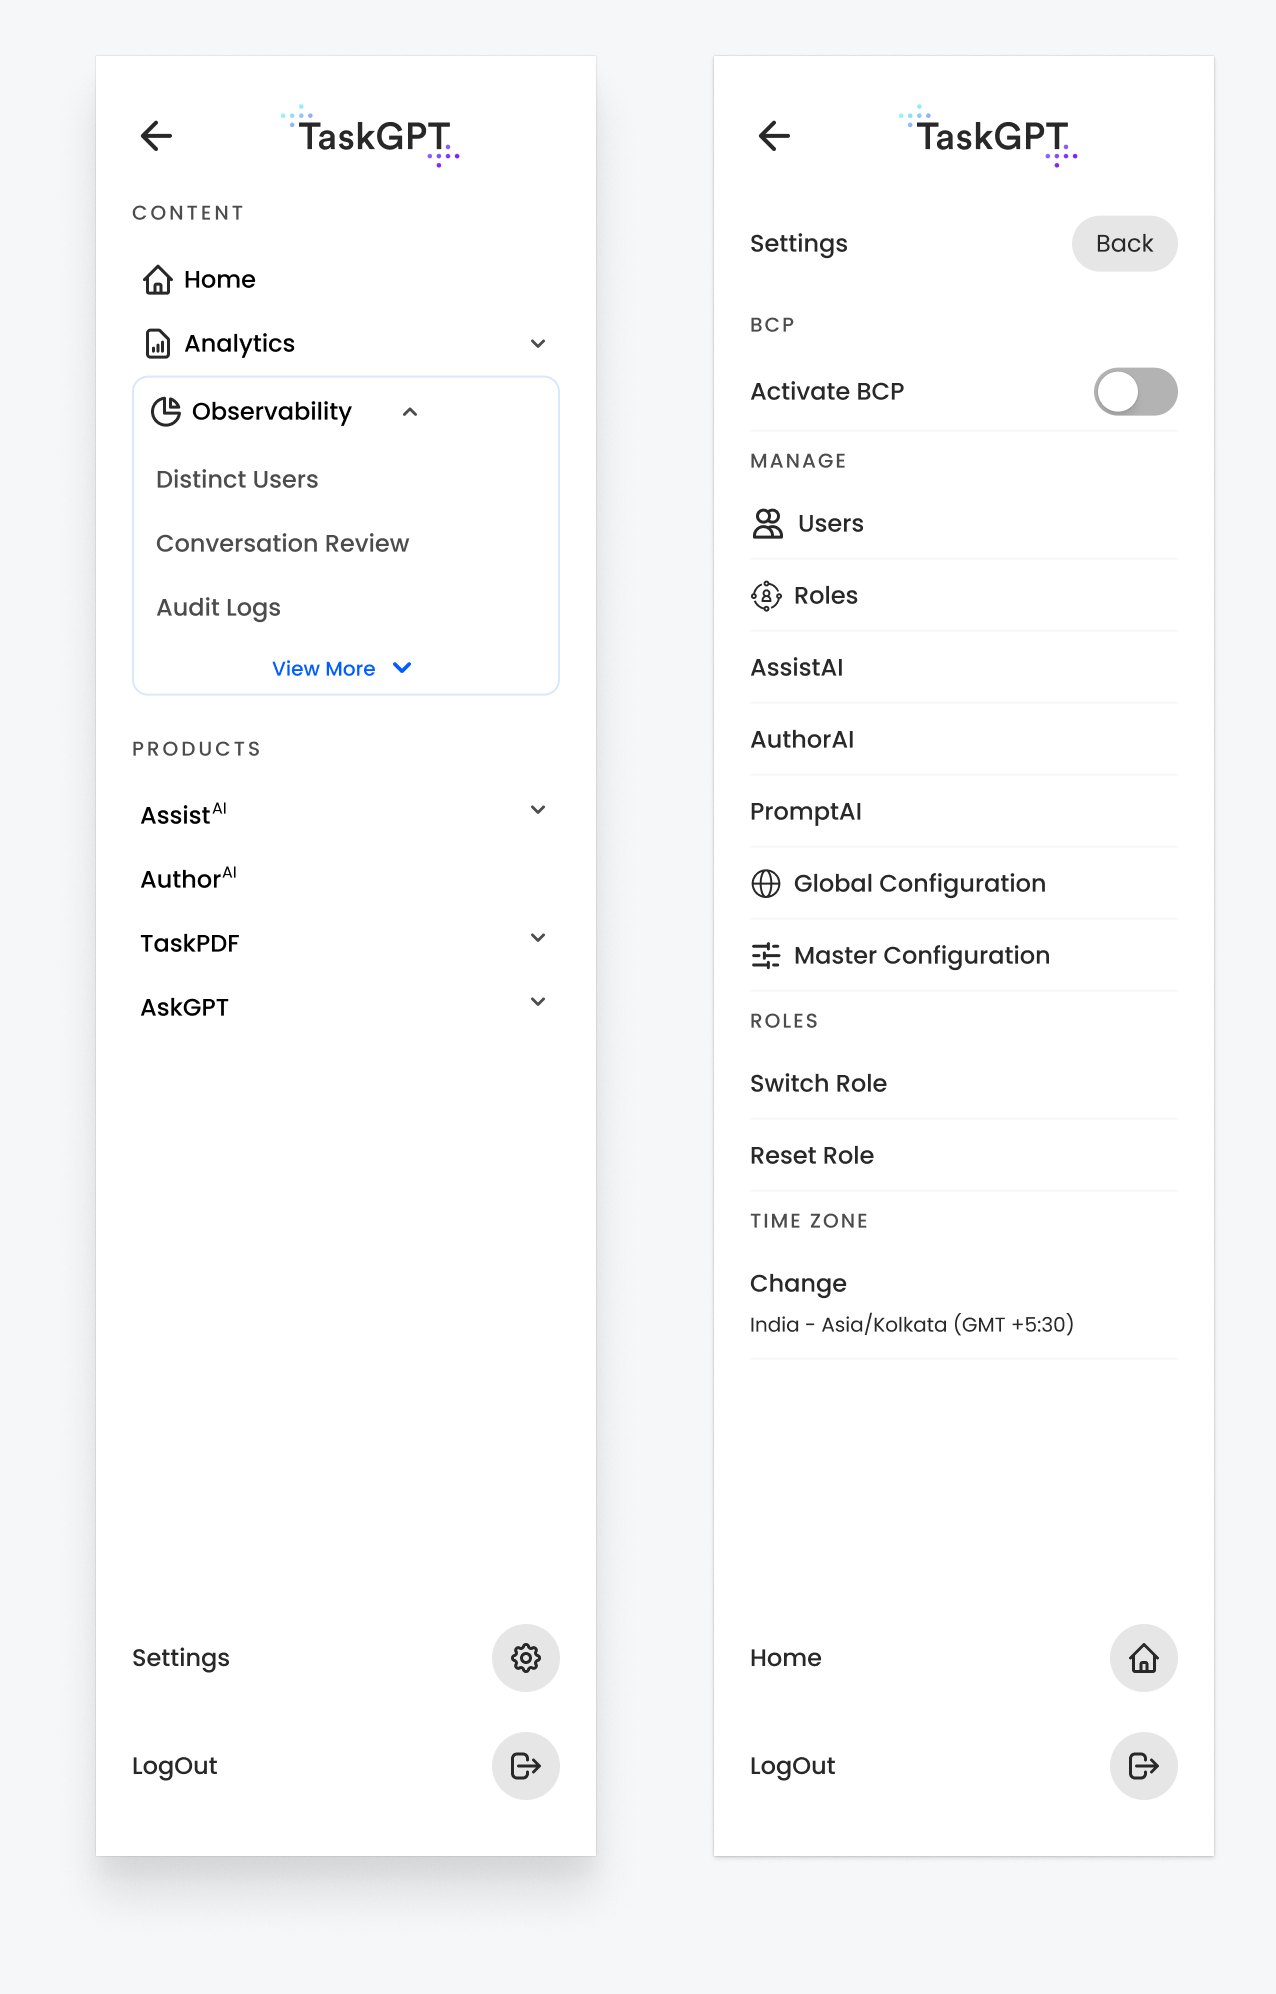 TaskGPT
CONTENT
Home
Analytics
Observability
Distinct Users
Conversation Review
Audit Logs
View More
PRODUCTS
AssistAI
AuthorAI
TaskPDF
AskGPT
Settings
LogOut
TaskGPT
Settings
Back
BCP
Activate BCP
MANAGE
Users
Roles
AssistAI
AuthorAI
PromptAI
Global Configuration
Master Configuration
ROLES
Switch Role
Reset Role
TIME ZONE
Change
India - Asia/Kolkata (GMT +5:30)
Home
LogOut